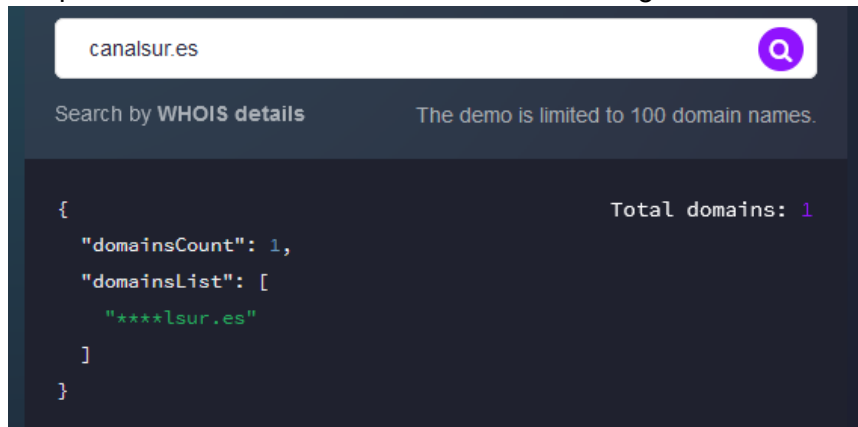 canalsur.es
Search by WHOIS details The demo is limited to 100 domain names.
{ Total domains: 1
"domainsCount": 1,
"domainsList": [
"****lsur.es"
]
}